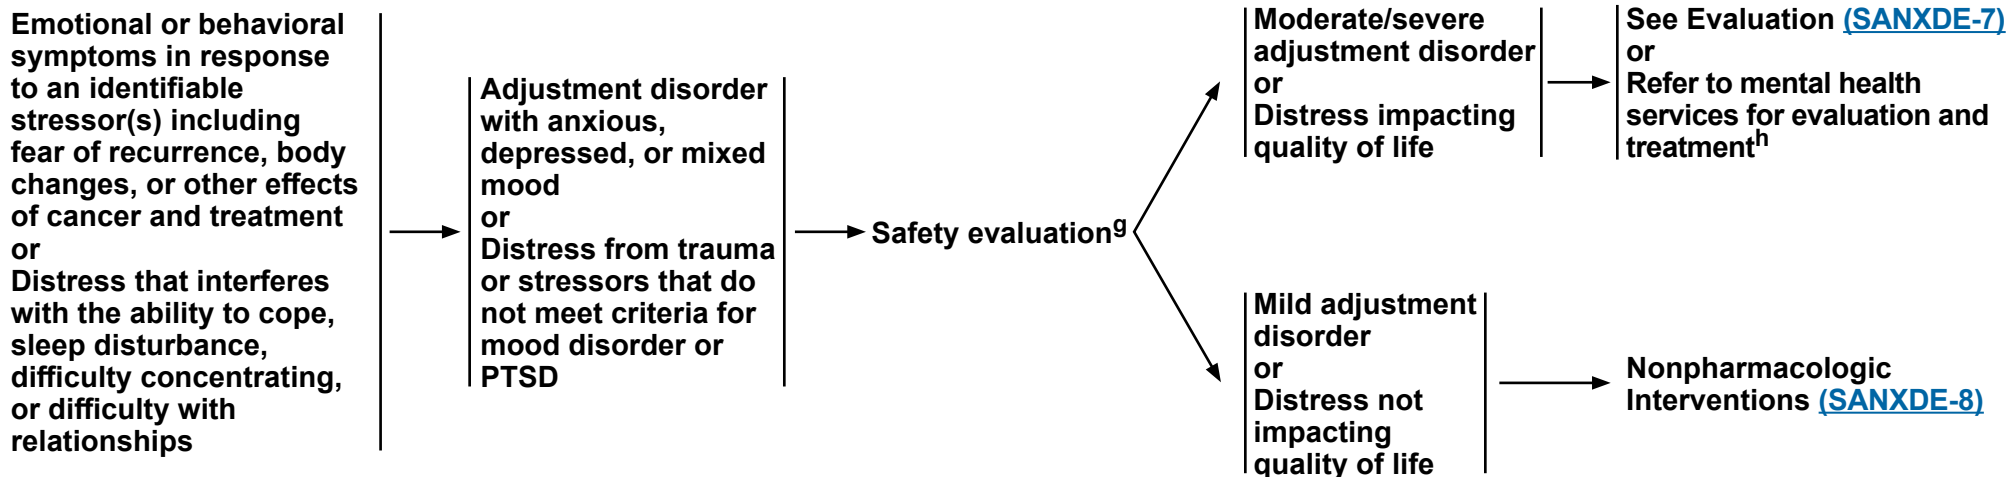 Emotional or behavioral
symptoms in response
to an identifiable
stressor(s) including
fear of recurrence, body
changes, or other effects
of cancer and treatment
or
Distress that interferes
with the ability to cope,
sleep disturbance,
difficulty concentrating,
or difficulty with
relationships
Adjustment disorder
with anxious,
depressed, or mixed
mood
or
Distress from trauma
or stressors that do
not meet criteria for
mood disorder or
PTSD
Safety evaluationg
Moderate/severe
adjustment disorder
or
Distress impacting
quality of life
See Evaluation (SANXDE-7)
or
Refer to mental health
services for evaluation and
treatmenth
Mild adjustment
disorder
or
Distress not
impacting
quality of life
Nonpharmacologic
Interventions (SANXDE-8)